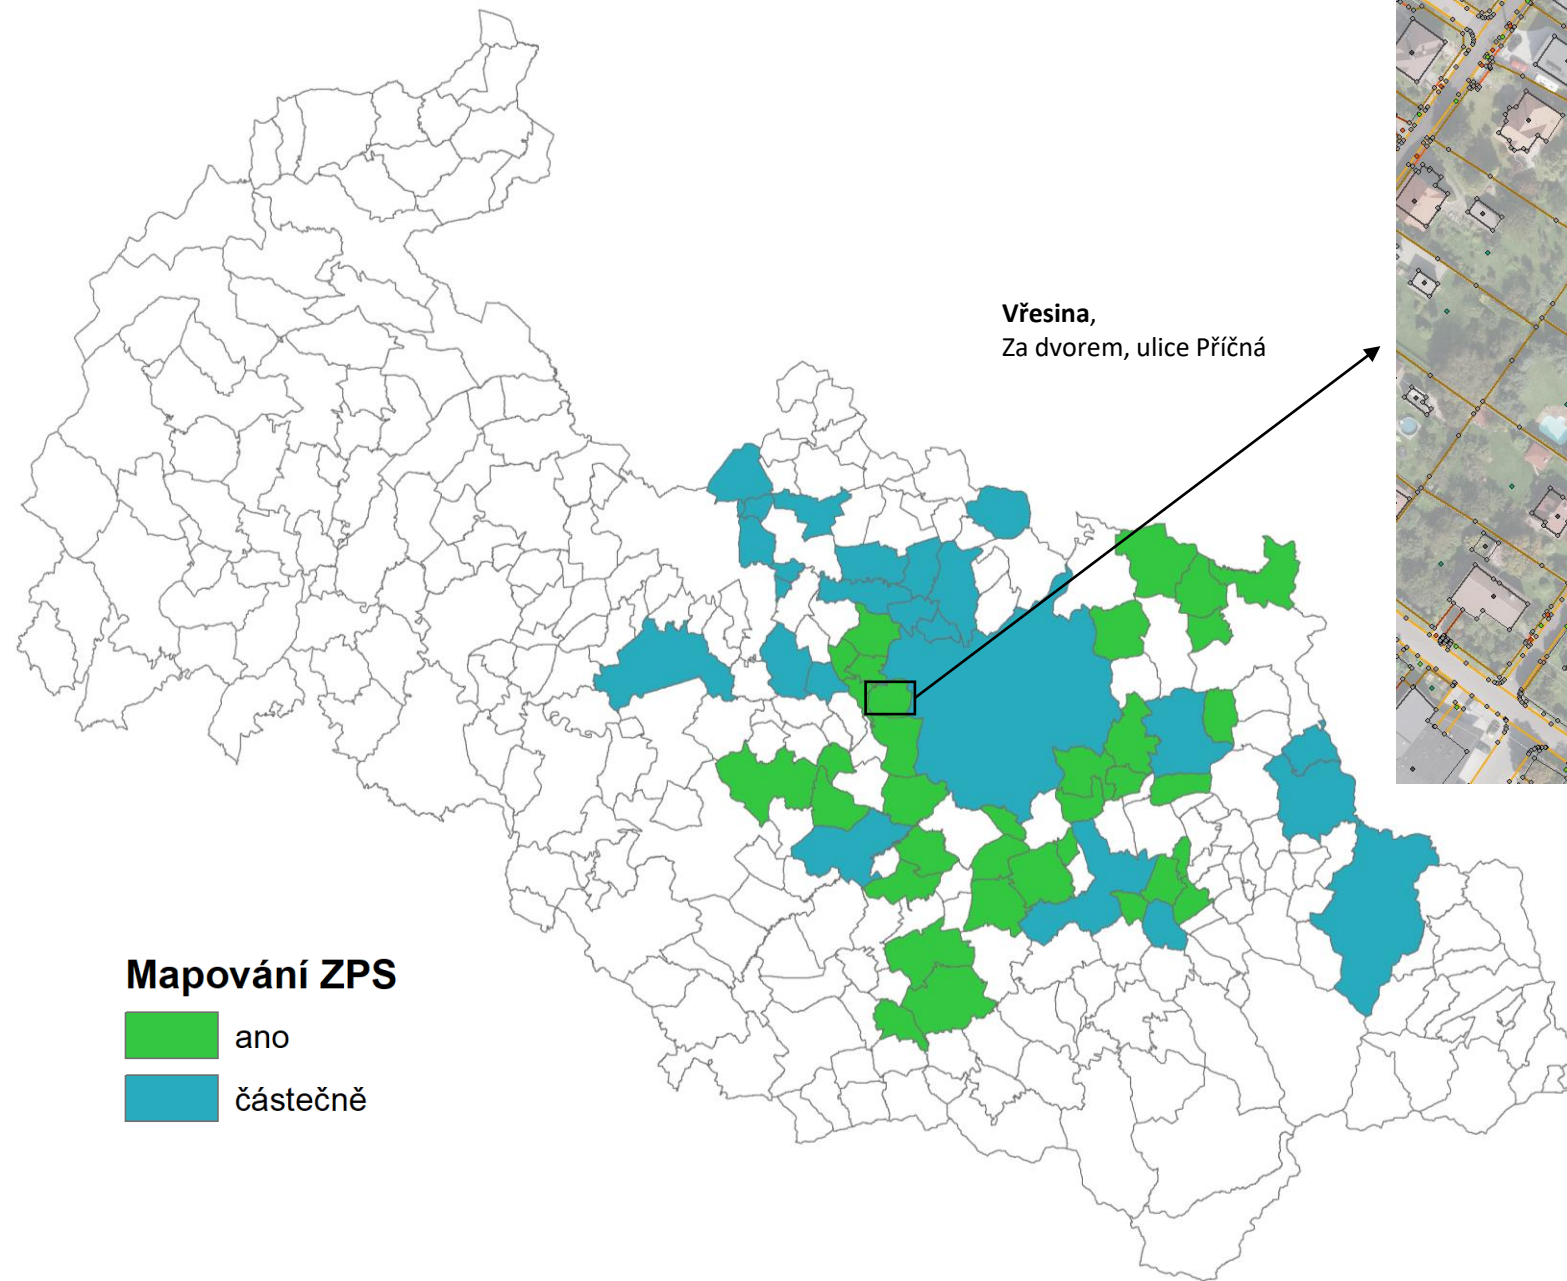 Vřesina,
Za dvorem, ulice Příčná
Mapování ZPS
ano
částečně